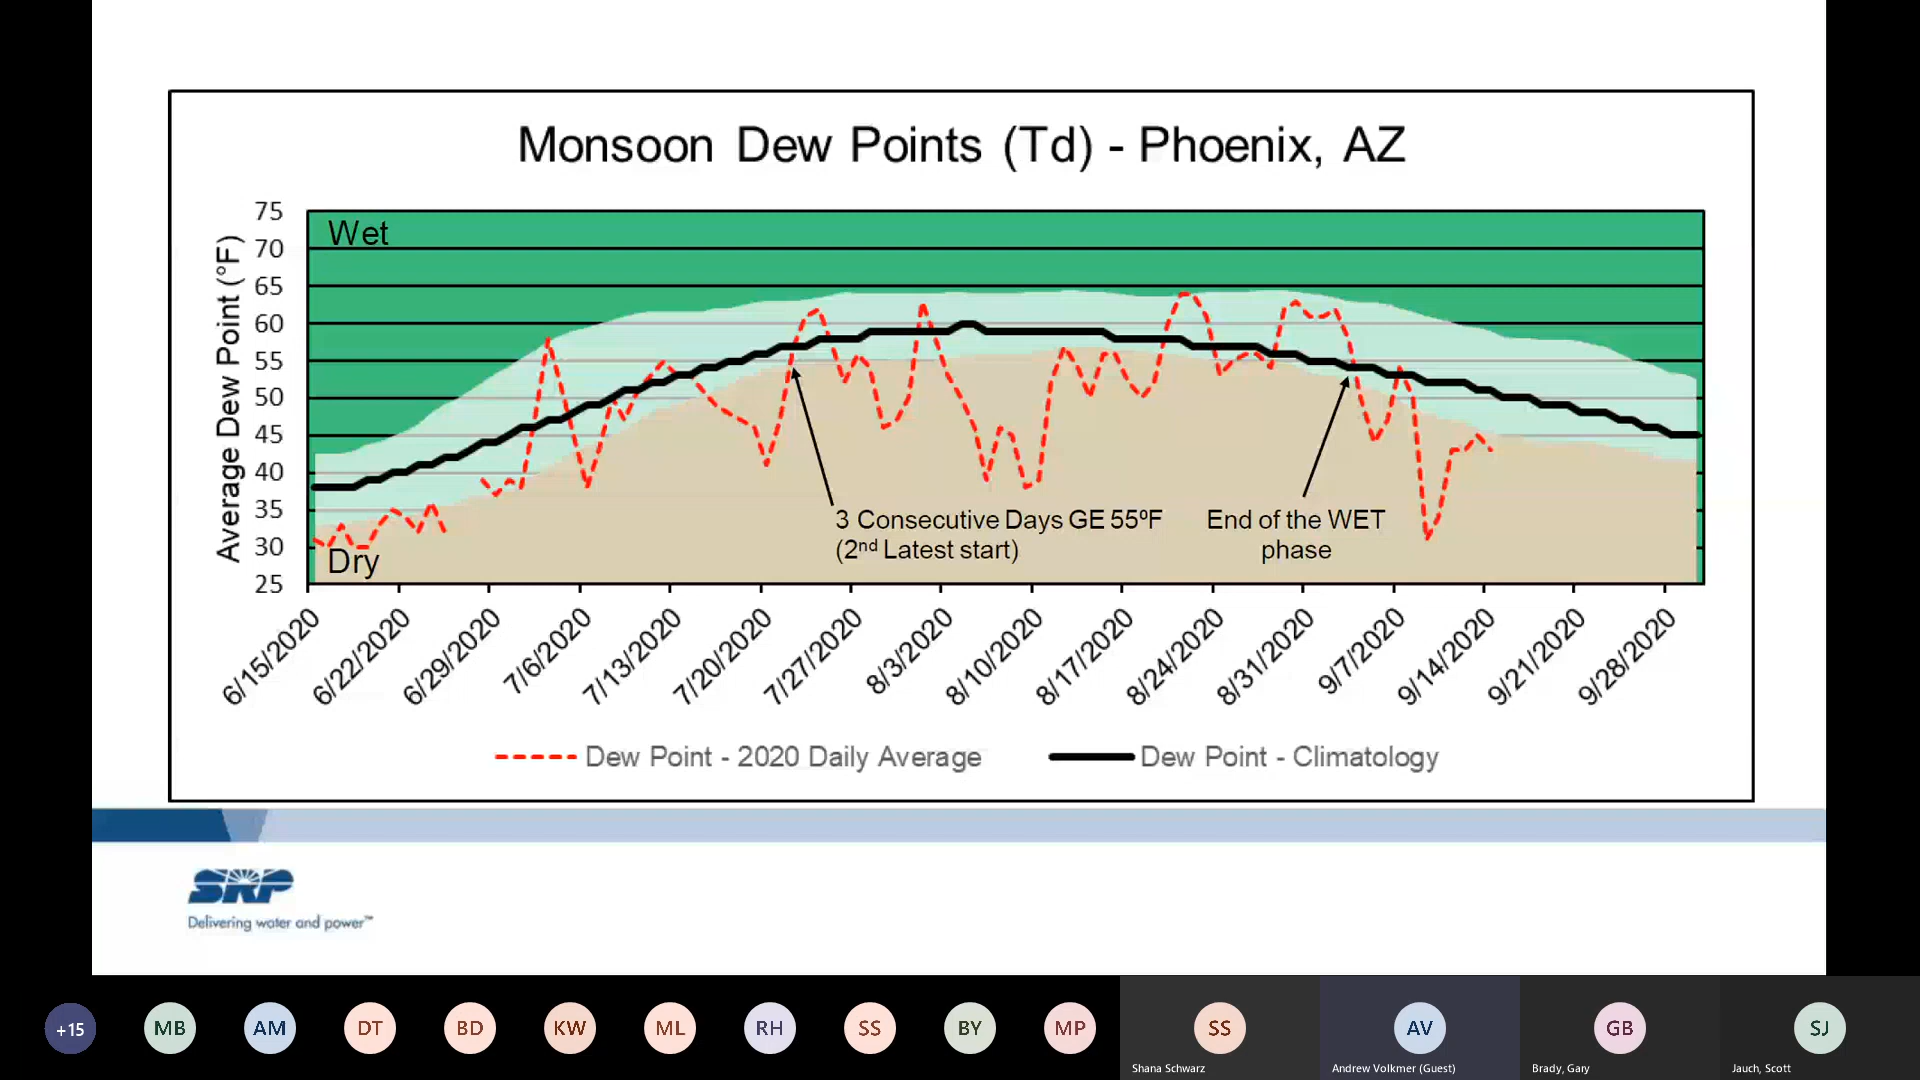 Monsoon Dew Points (Td) - Phoenix, AZ
Average Dew Point (°F)
75
70
65
60
55
50
45
40
35
30
25
Wet
Dry
3 Consecutive Days GE 55ºF
(2nd Latest start)
End of the WET
phase
6/15/2020
6/22/2020
6/29/2020
7/6/2020
7/13/2020
7/20/2020
7/27/2020
8/3/2020
8/10/2020
8/17/2020
8/24/2020
8/31/2020
9/7/2020
9/14/2020
9/21/2020
9/28/2020
Dew Point - 2020 Daily Average
Dew Point - Climatology
SRP
Delivering water and power™
+15
MB
AM
DT
BD
KW
ML
RH
SS
BY
MP
SS
AV
GB
SJ
Shana Schwarz
Andrew Volkmer (Guest)
Brady, Gary
Jauch, Scott